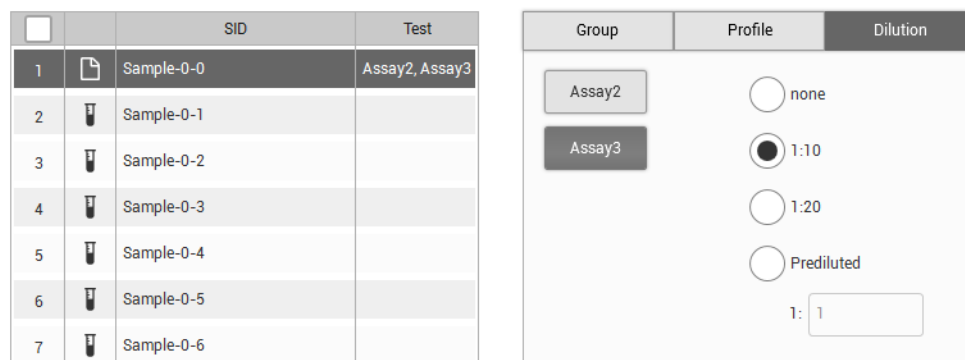 SID Test
1 Sample-0-0 Assay2, Assay3
2 Sample-0-1
3 Sample-0-2
4 Sample-0-3
5 Sample-0-4
6 Sample-0-5
7 Sample-0-6
Group Profile Dilution
Assay2 none
Assay3 1:10
1:20
Prediluted
1: 1